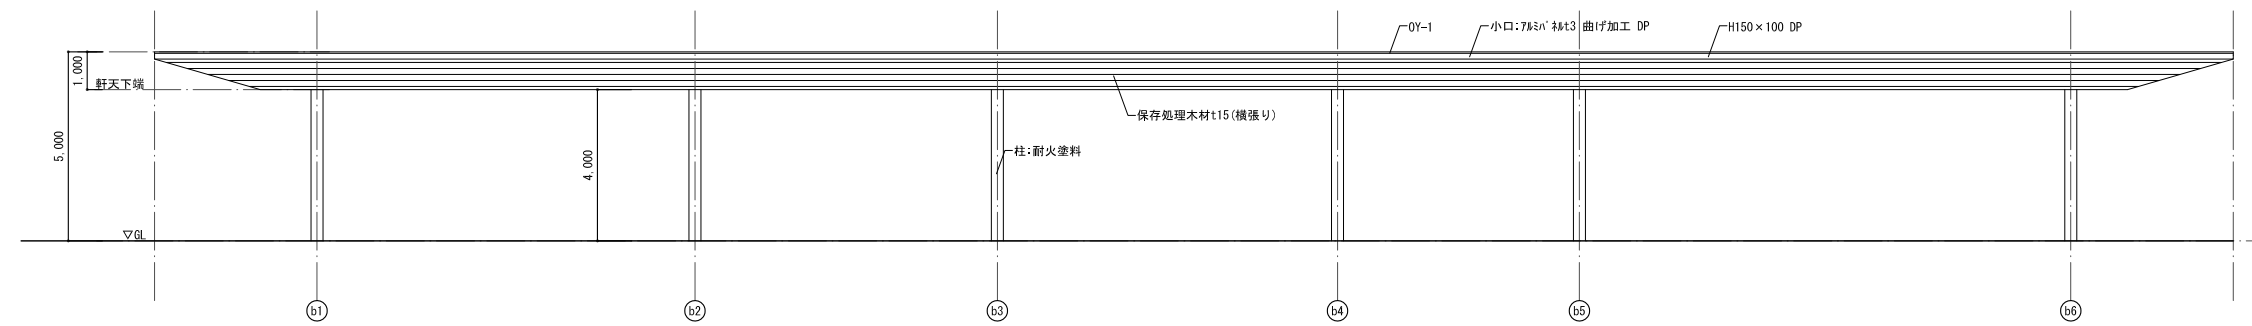 OY-1
小口:ｱﾙﾐﾊﾟﾈﾙt3 曲げ加工 DP
H150×100 DP
1,000
軒天下端
保存処理木材t15(横張り)
5,000
柱:耐火塗料
4,000
▽GL
b1
b2
b3
b4
b5
b6